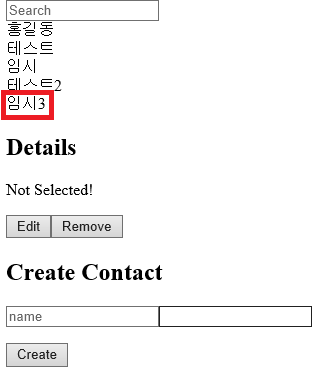 Search
홍길동
테스트
임시
테스트2
임시3
Details
Not Selected!
Edit Remove
Create Contact
name
Create